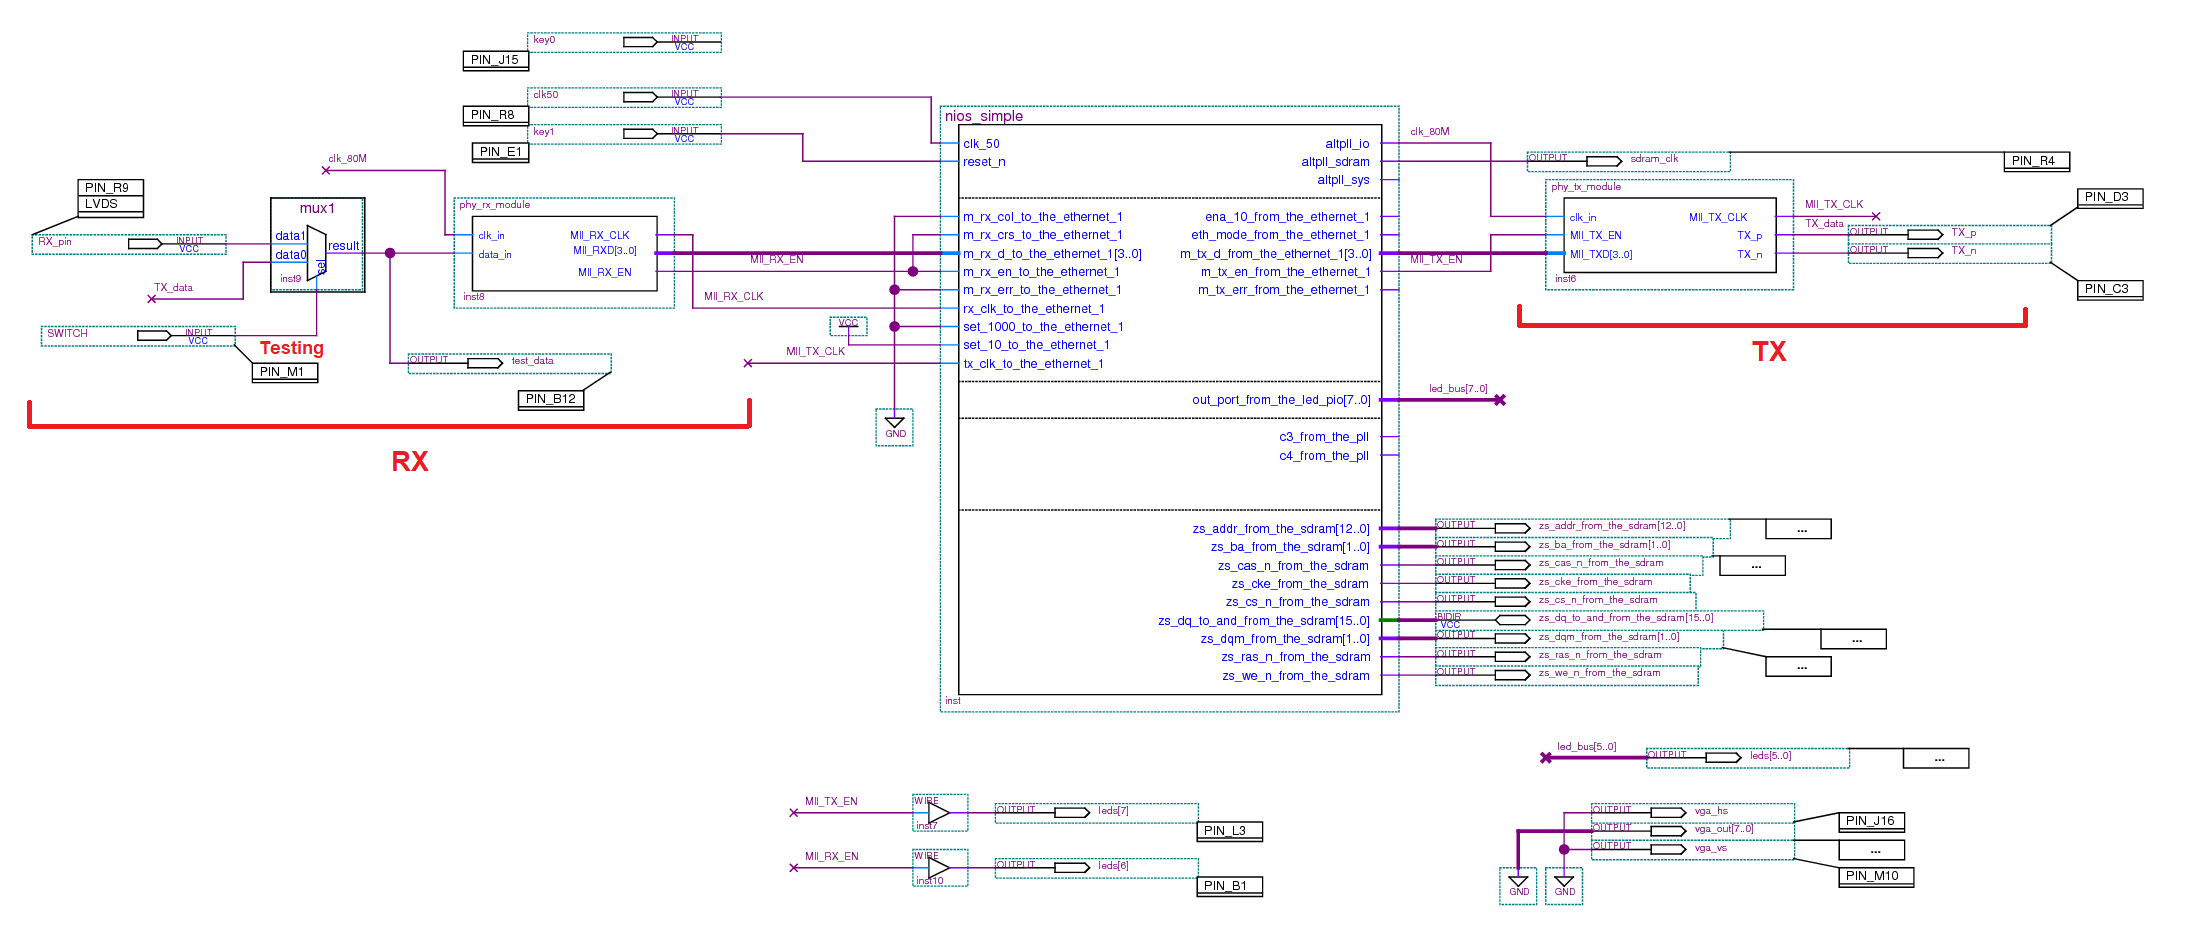 key0
INPUT
VCC
PIN_J15
clk50
INPUT
VCC
PIN_R8
key1
INPUT
VCC
PIN_E1
clk_80M
PIN_R9
LVDS
RX_pin
INPUT
VCC
mux1
data1
data0
result
sel
inst9
TX_data
SWITCH
INPUT
VCC
PIN_M1
Testing
phy_rx_module
clk_in
data_in
MII_RX_CLK
MII_RXD[3..0]
MII_RX_EN
inst8
OUTPUT
test_data
PIN_B12
RX
MII_RX_EN
MII_RX_CLK
VCC
MII_TX_CLK
GND
nios_simple
clk_50
reset_n
m_rx_col_to_the_ethernet_1
m_rx_crs_to_the_ethernet_1
m_rx_d_to_the_ethernet_1[3..0]
m_rx_en_to_the_ethernet_1
m_rx_err_to_the_ethernet_1
rx_clk_to_the_ethernet_1
set_1000_to_the_ethernet_1
set_10_to_the_ethernet_1
tx_clk_to_the_ethernet_1
altpll_io
altpll_sdram
altpll_sys
ena_10_from_the_ethernet_1
eth_mode_from_the_ethernet_1
m_tx_d_from_the_ethernet_1[3..0]
m_tx_en_from_the_ethernet_1
m_tx_err_from_the_ethernet_1
out_port_from_the_led_pio[7..0]
c3_from_the_pll
c4_from_the_pll
zs_addr_from_the_sdram[12..0]
zs_ba_from_the_sdram[1..0]
zs_cas_n_from_the_sdram
zs_cke_from_the_sdram
zs_cs_n_from_the_sdram
zs_dq_to_and_from_the_sdram[15..0]
zs_dqm_from_the_sdram[1..0]
zs_ras_n_from_the_sdram
zs_we_n_from_the_sdram
inst
clk_80M
OUTPUT
sdram_clk
PIN_R4
phy_tx_module
clk_in
MII_TX_EN
MII_TXD[3..0]
MII_TX_CLK
TX_p
TX_n
inst6
MII_TX_EN
MII_TX_CLK
TX_data
OUTPUT
TX_p
OUTPUT
TX_n
PIN_D3
PIN_C3
TX
led_bus[7..0]
OUTPUT
zs_addr_from_the_sdram[12..0]
...
OUTPUT
zs_ba_from_the_sdram[1..0]
OUTPUT
zs_cas_n_from_the_sdram
...
OUTPUT
zs_cke_from_the_sdram
OUTPUT
zs_cs_n_from_the_sdram
BIDIR
VCC
zs_dq_to_and_from_the_sdram[15..0]
...
OUTPUT
zs_dqm_from_the_sdram[1..0]
...
OUTPUT
zs_ras_n_from_the_sdram
OUTPUT
zs_we_n_from_the_sdram
led_bus[5..0]
OUTPUT
leds[5..0]
...
MII_TX_EN
WIRE
inst7
OUTPUT
leds[7]
PIN_L3
MII_RX_EN
WIRE
inst10
OUTPUT
leds[6]
PIN_B1
OUTPUT
vga_hs
PIN_J16
OUTPUT
vga_out[7..0]
...
OUTPUT
vga_vs
PIN_M10
GND
GND